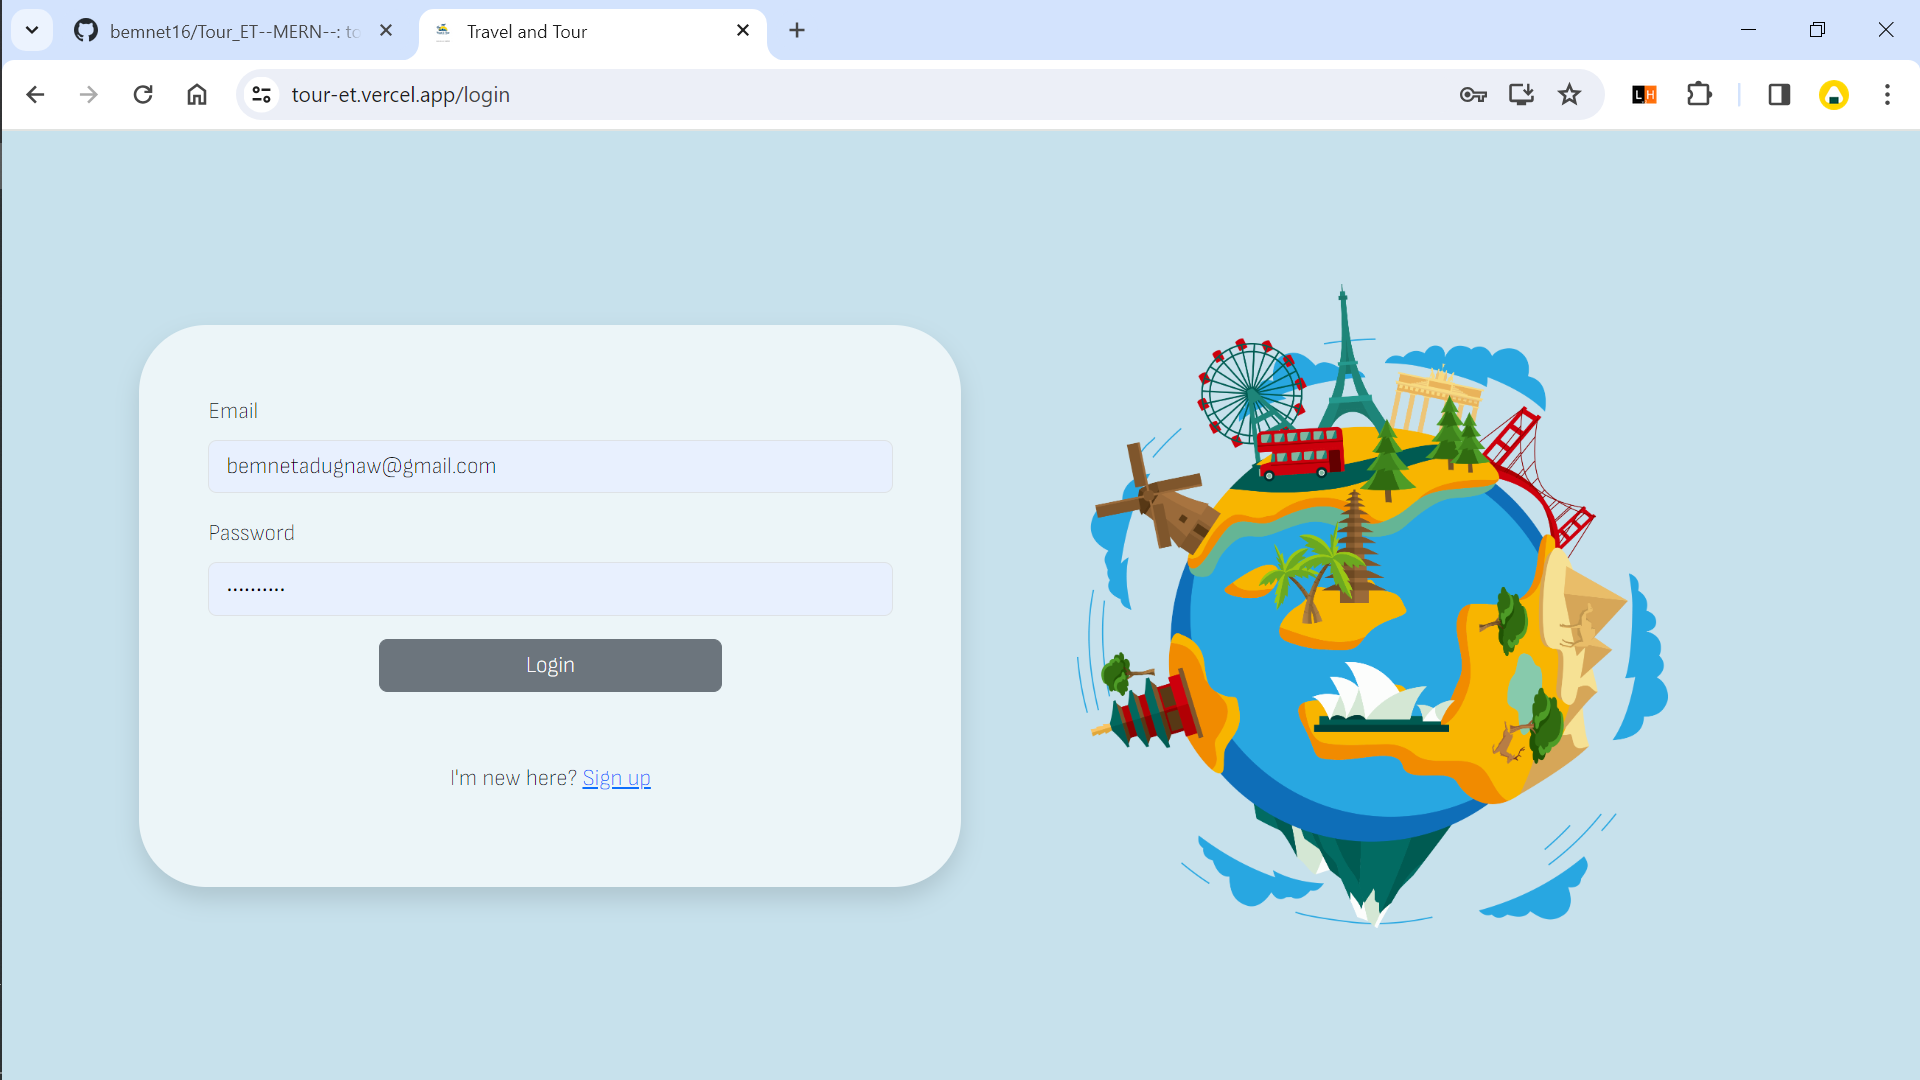 bemnet16/Tour_ET--MERN--: to
Travel and Tour
tour-et.vercel.app/login
L H
Email
bemnetadugnaw@gmail.com
Password
Login
I'm new here? Sign up